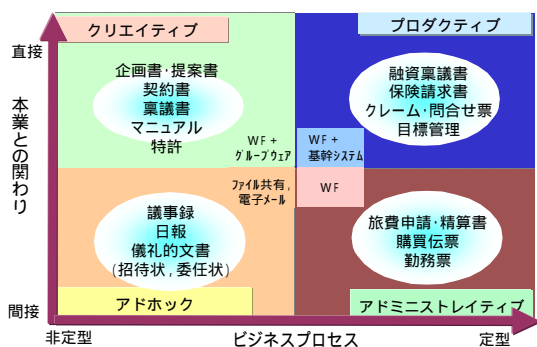 クリエイティブ
プロダクティブ
直接
本業との関わり
間接
企画書・提案書
契約書
稟議書
マニュアル
特許
融資稟議書
保険請求書
クレーム・問合せ票
目標管理
WF +
グループウェア
WF +
基幹システム
ファイル共有,
電子メール
WF
議事録
日報
儀礼的文書
(招待状,委任状)
旅費申請・精算書
購買伝票
勤務票
アドホック
アドミニストレイティブ
非定型
ビジネスプロセス
定型